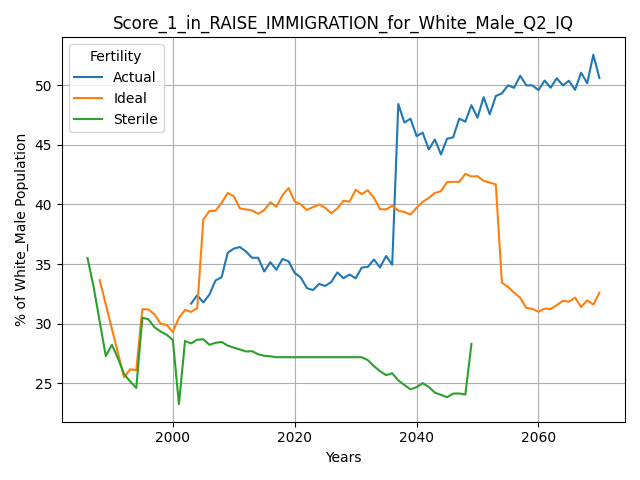 Score_1_in_RAISE_IMMIGRATION_for_White_Male_Q2_IQ
Fertility
Actual
Ideal
Sterile
% of White_Male Population
50
45
40
35
30
25
2000
2020
2040
2060
Years